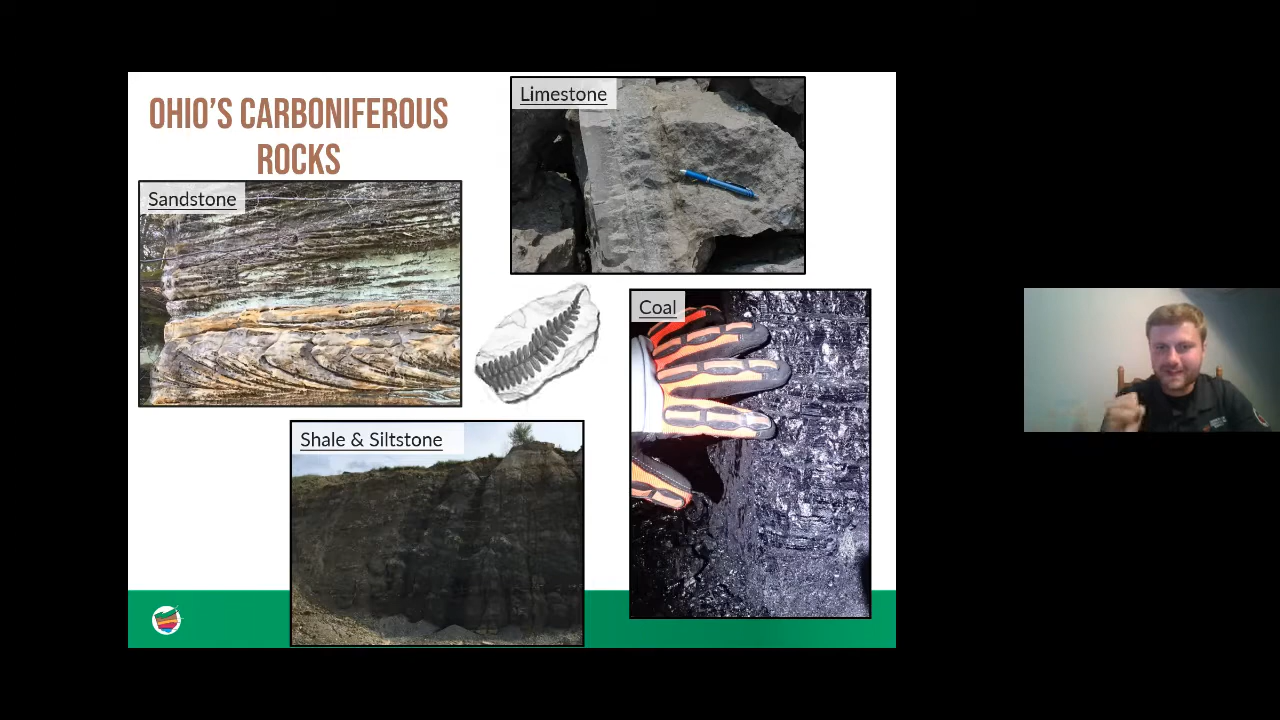 OHIO'S CARBONIFEROUS
ROCKS
Limestone
Sandstone
Coal
Shale & Siltstone